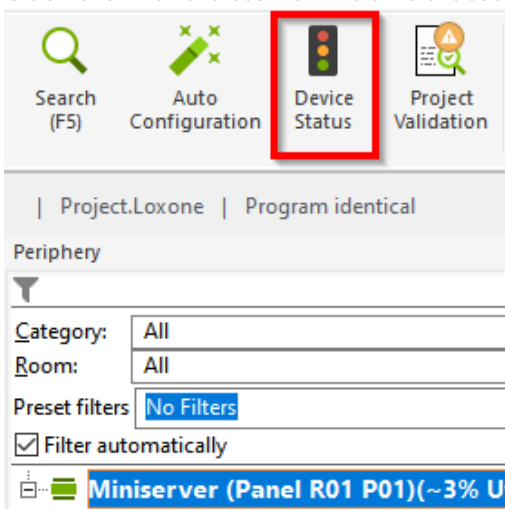 Search
(F5)
Auto
Configuration
Device
Status
Project
Validation
| Project.Loxone | Program identical
Periphery
Category: All
Room: All
Preset filters No Filters
Filter automatically
Miniserver (Panel R01 P01)(~3% U